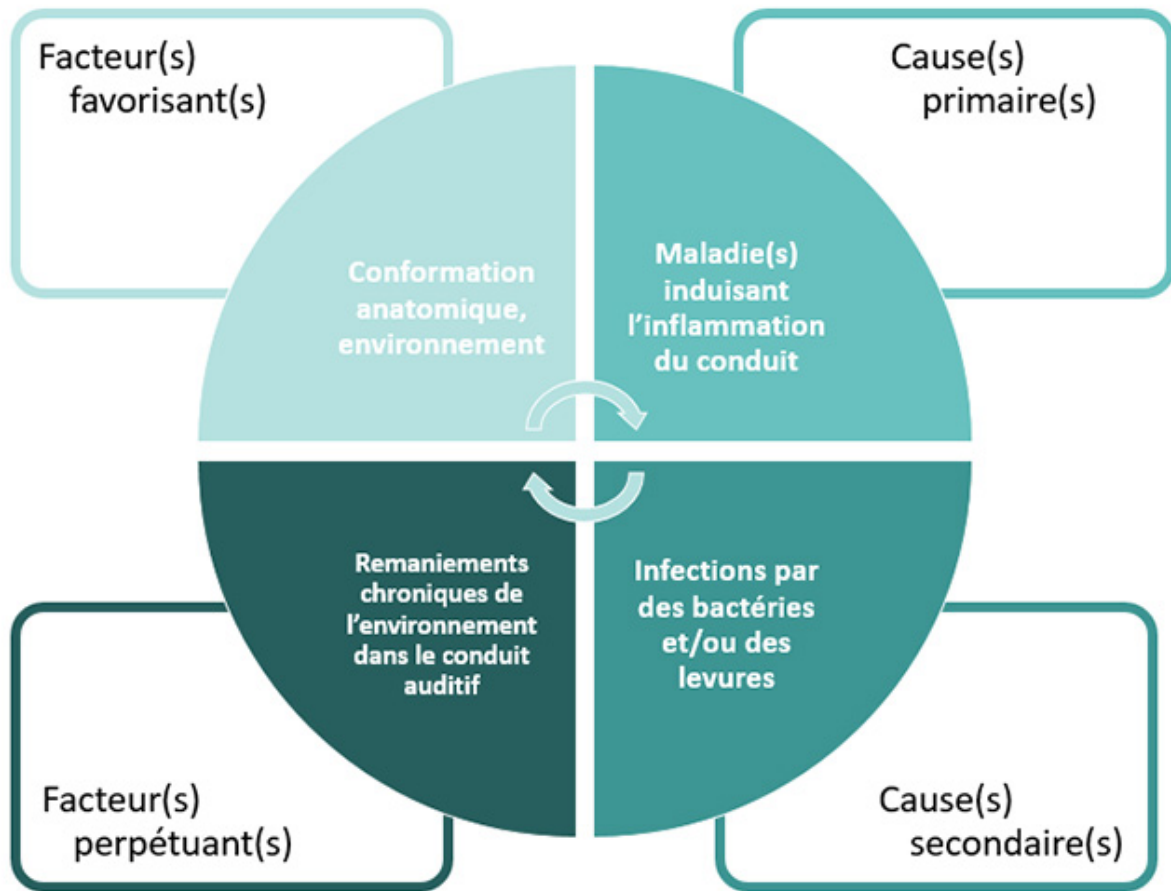 Facteur(s)
favorisant(s)
Cause(s)
primaire(s)
Conformation
anatomique,
environnement
Maladie(s)
induisant
l’inflammation
du conduit
Remaniements
chroniques de
l’environnement
dans le conduit
auditif
Infections par
des bactéries
et/ou des
levures
Facteur(s)
perpétuant(s)
Cause(s)
secondaire(s)